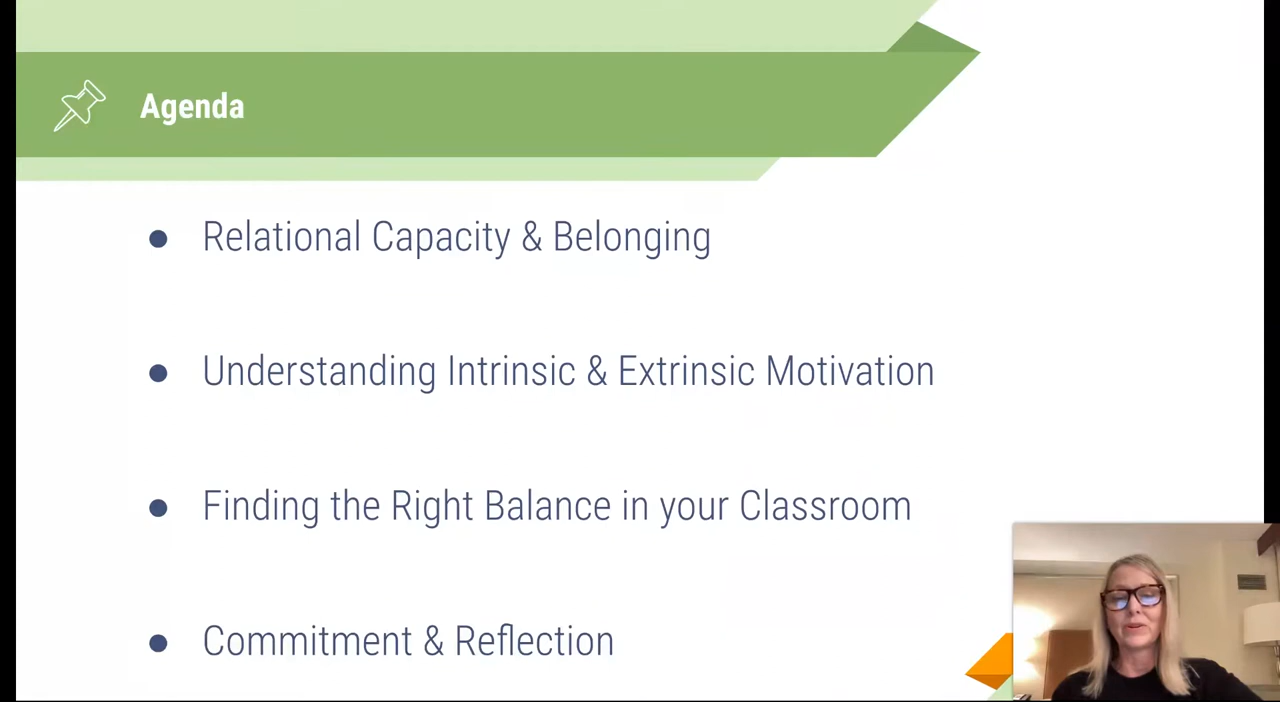 Agenda
● Relational Capacity & Belonging
● Understanding Intrinsic & Extrinsic Motivation
● Finding the Right Balance in your Classroom
● Commitment & Reflection